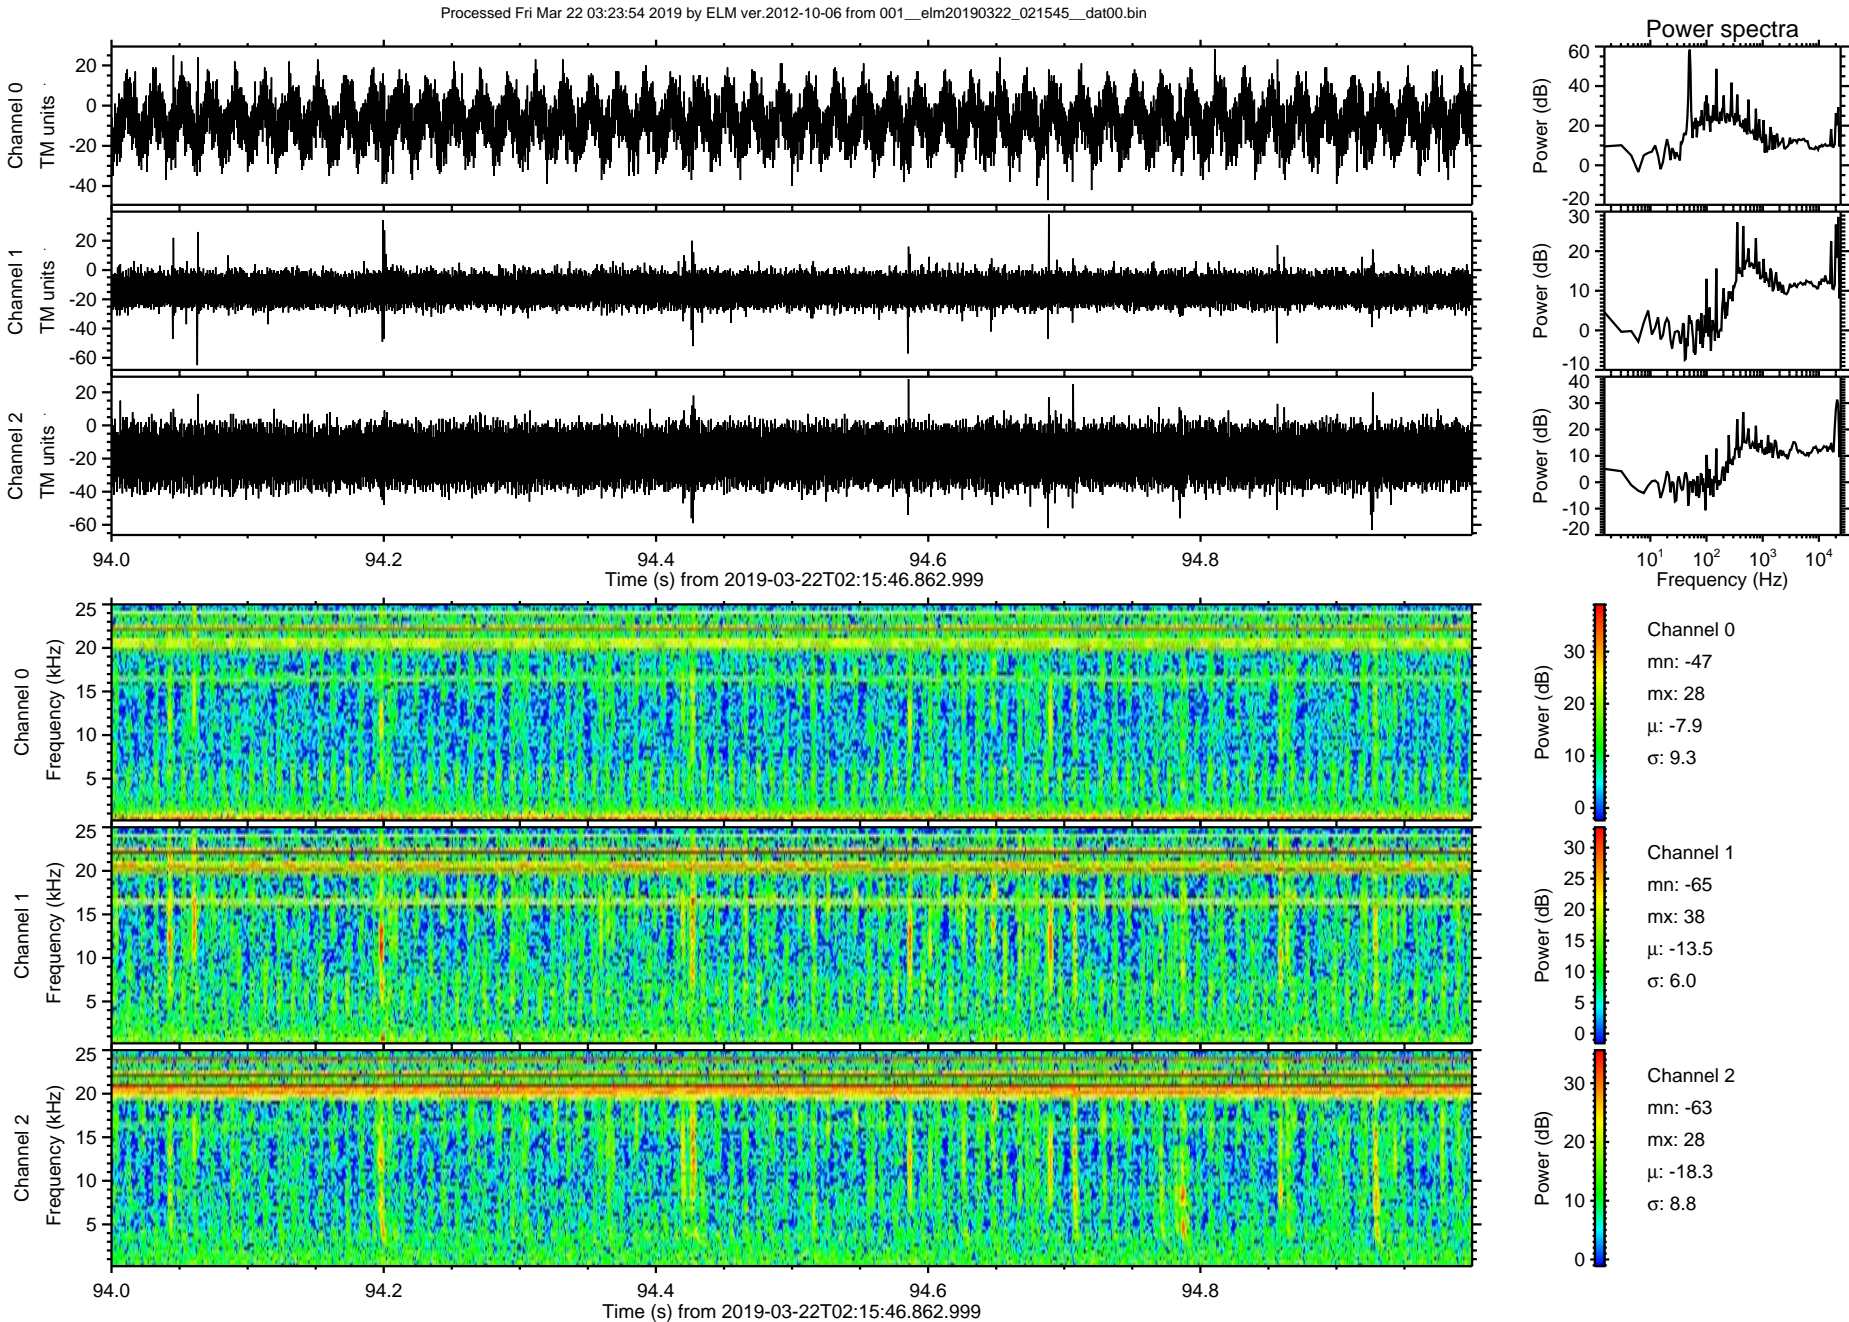 Processed Fri Mar 22 03:23:54 2019 by ELM ver.2012-10-06 from 001__elm20190322_021545__dat00.bin
Power spectra
Channel 0
TM units
20
0
-20
-40
Power (dB)
60
40
20
0
-20
Channel 1
TM units
20
0
-20
-40
-60
Power (dB)
30
20
10
0
-10
Channel 2
TM units
20
0
-20
-40
-60
Power (dB)
40
30
20
10
0
-10
-20
94.0 94.2 94.4 94.6 94.8
Time (s) from 2019-03-22T02:15:46.862.999
10¹ 10² 10³ 10⁴
Frequency (Hz)
Channel 0
Frequency (kHz)
25
20
15
10
5
Power (dB)
30
20
10
0
Channel 0
mn: -47
mx: 28
μ: -7.9
σ: 9.3
Channel 1
Frequency (kHz)
25
20
15
10
5
Power (dB)
30
25
20
15
10
5
0
Channel 1
mn: -65
mx: 38
μ: -13.5
σ: 6.0
Channel 2
Frequency (kHz)
25
20
15
10
5
Power (dB)
30
20
10
0
Channel 2
mn: -63
mx: 28
μ: -18.3
σ: 8.8
94.0 94.2 94.4 94.6 94.8
Time (s) from 2019-03-22T02:15:46.862.999